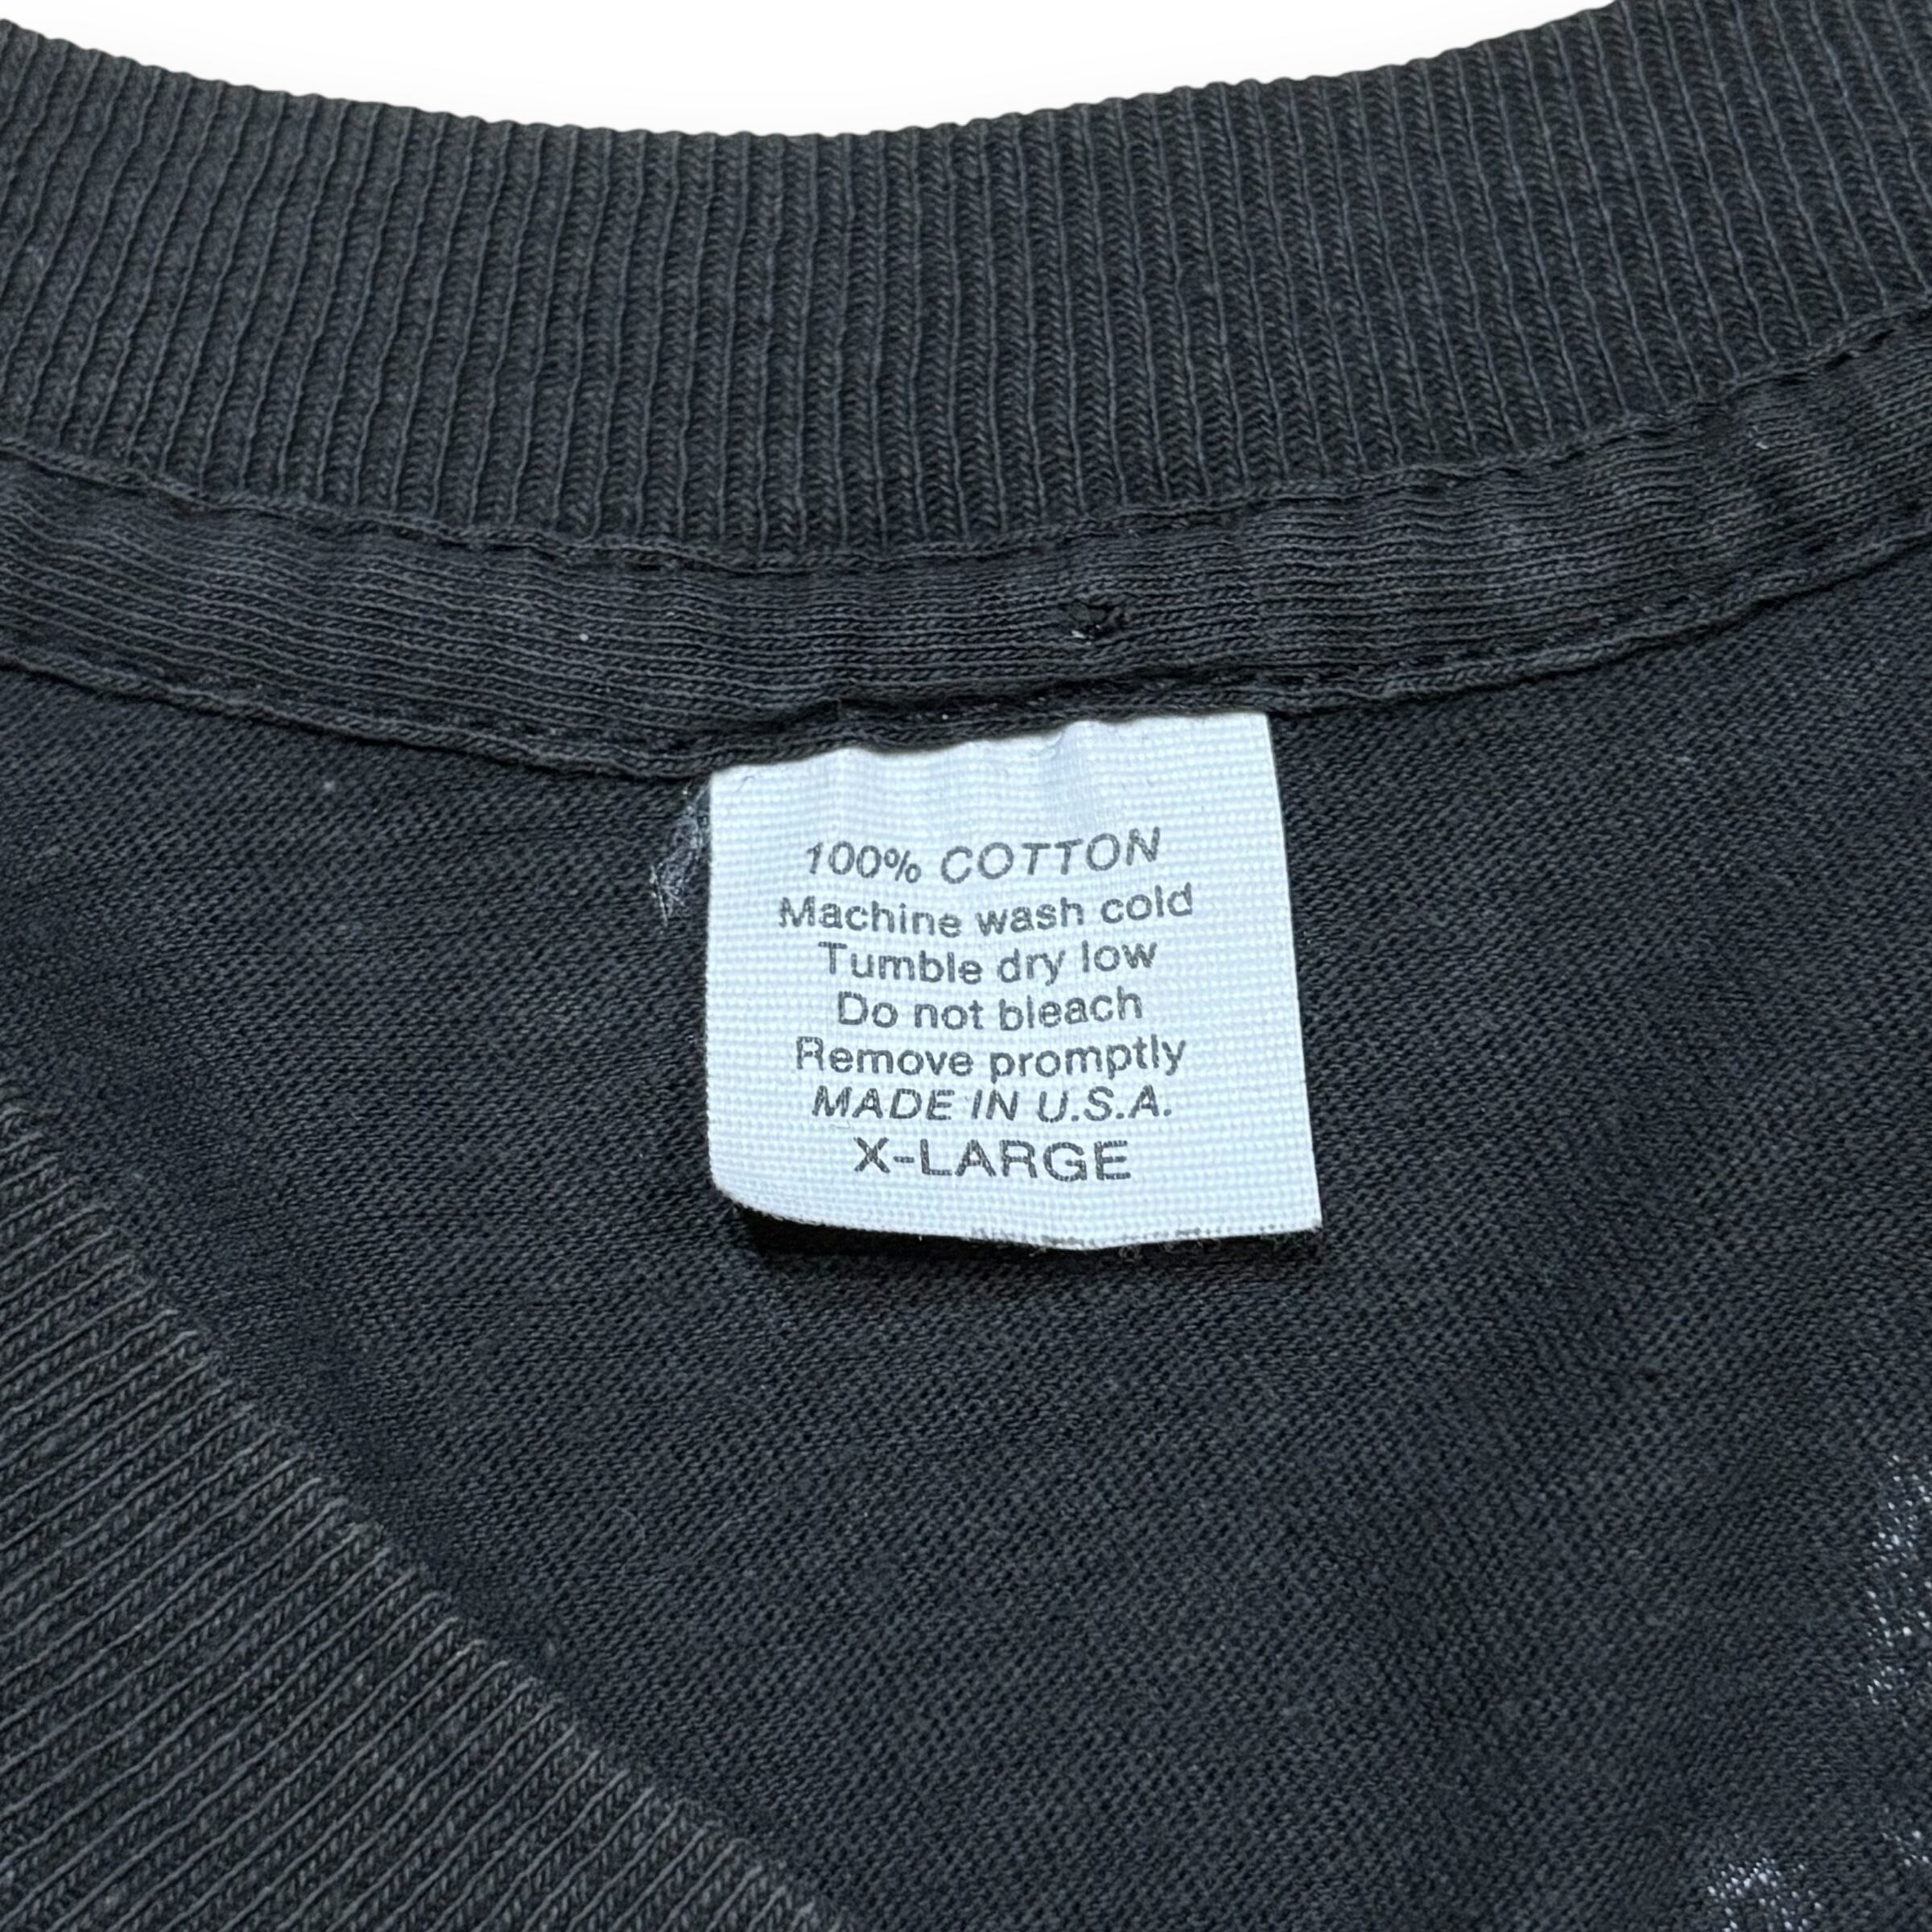 100% COTTON
Machine wash cold
Tumble dry low
Do not bleach
Remove promptly
MADE IN U.S.A.
X-LARGE